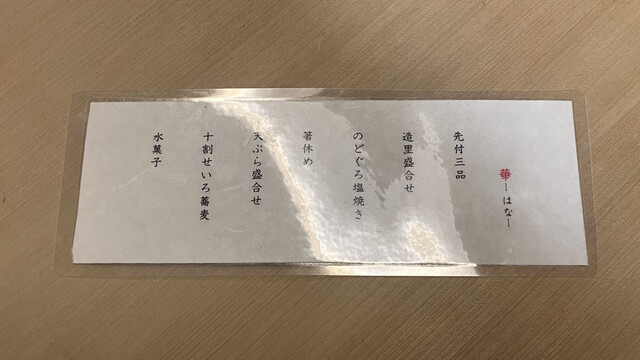 華 ーはなー
先付三品
造里盛合せ
のどぐろ塩焼き
箸休め
天ぷら盛合せ
十割せいろ蕎麦
水菓子